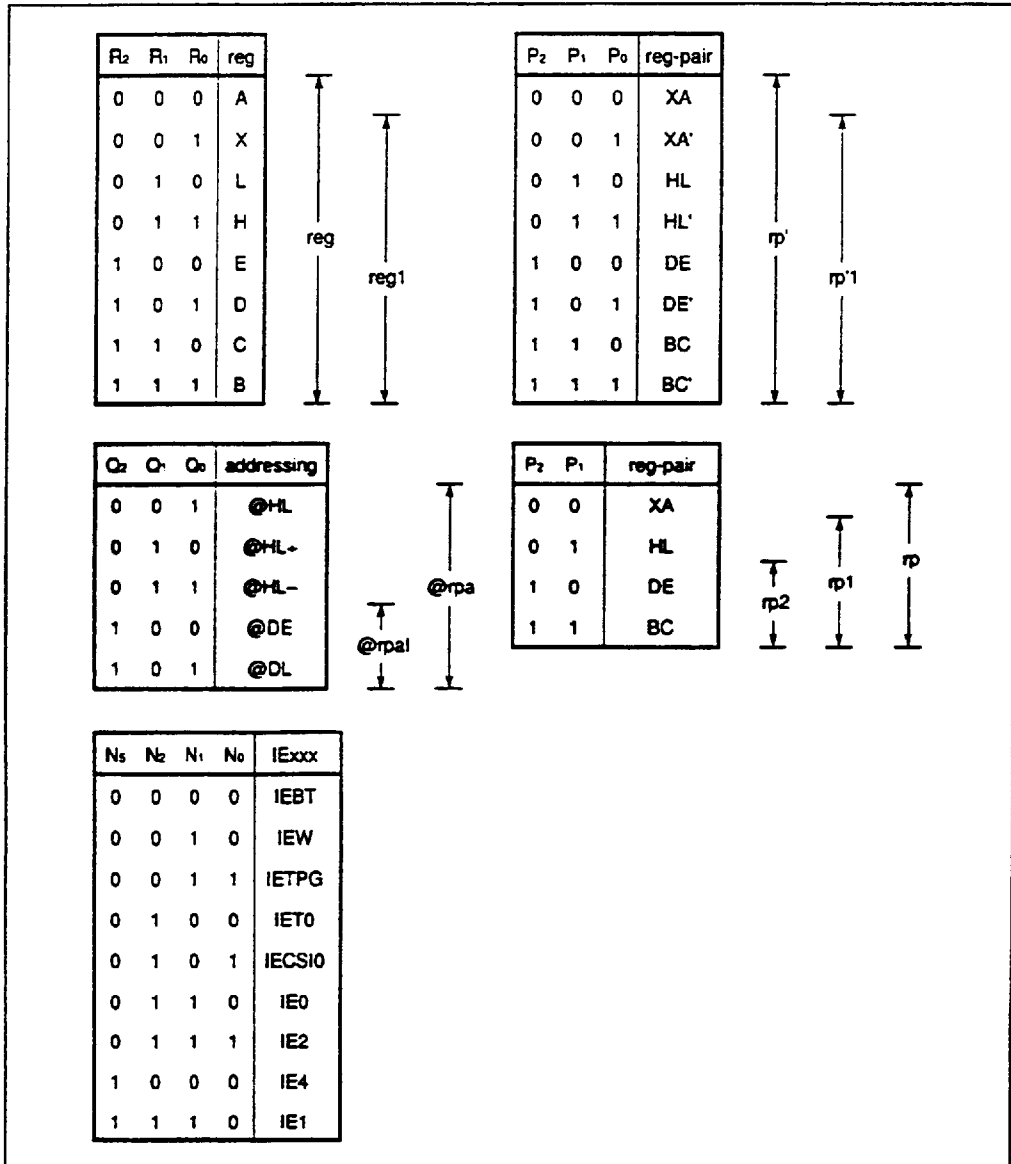 R2 R1 R0 reg
0 0 0 A
0 0 1 X
0 1 0 L
0 1 1 H
1 0 0 E
1 0 1 D
1 1 0 C
1 1 1 B
reg
reg1
P2 P1 P0 reg-pair
0 0 0 XA
0 0 1 XA'
0 1 0 HL
0 1 1 HL'
1 0 0 DE
1 0 1 DE'
1 1 0 BC
1 1 1 BC'
rp'
rp'1
Q2 Q1 Q0 addressing
0 0 1 @HL
0 1 0 @HL+
0 1 1 @HL−
1 0 0 @DE
1 0 1 @DL
@rpal
@rpa
P2 P1 reg-pair
0 0 XA
0 1 HL
1 0 DE
1 1 BC
rp2
rp1
rp
N5 N2 N1 N0 IExxx
0 0 0 0 IEBT
0 0 1 0 IEW
0 0 1 1 IETPG
0 1 0 0 IET0
0 1 0 1 IECSI0
0 1 1 0 IE0
0 1 1 1 IE2
1 0 0 0 IE4
1 1 1 0 IE1